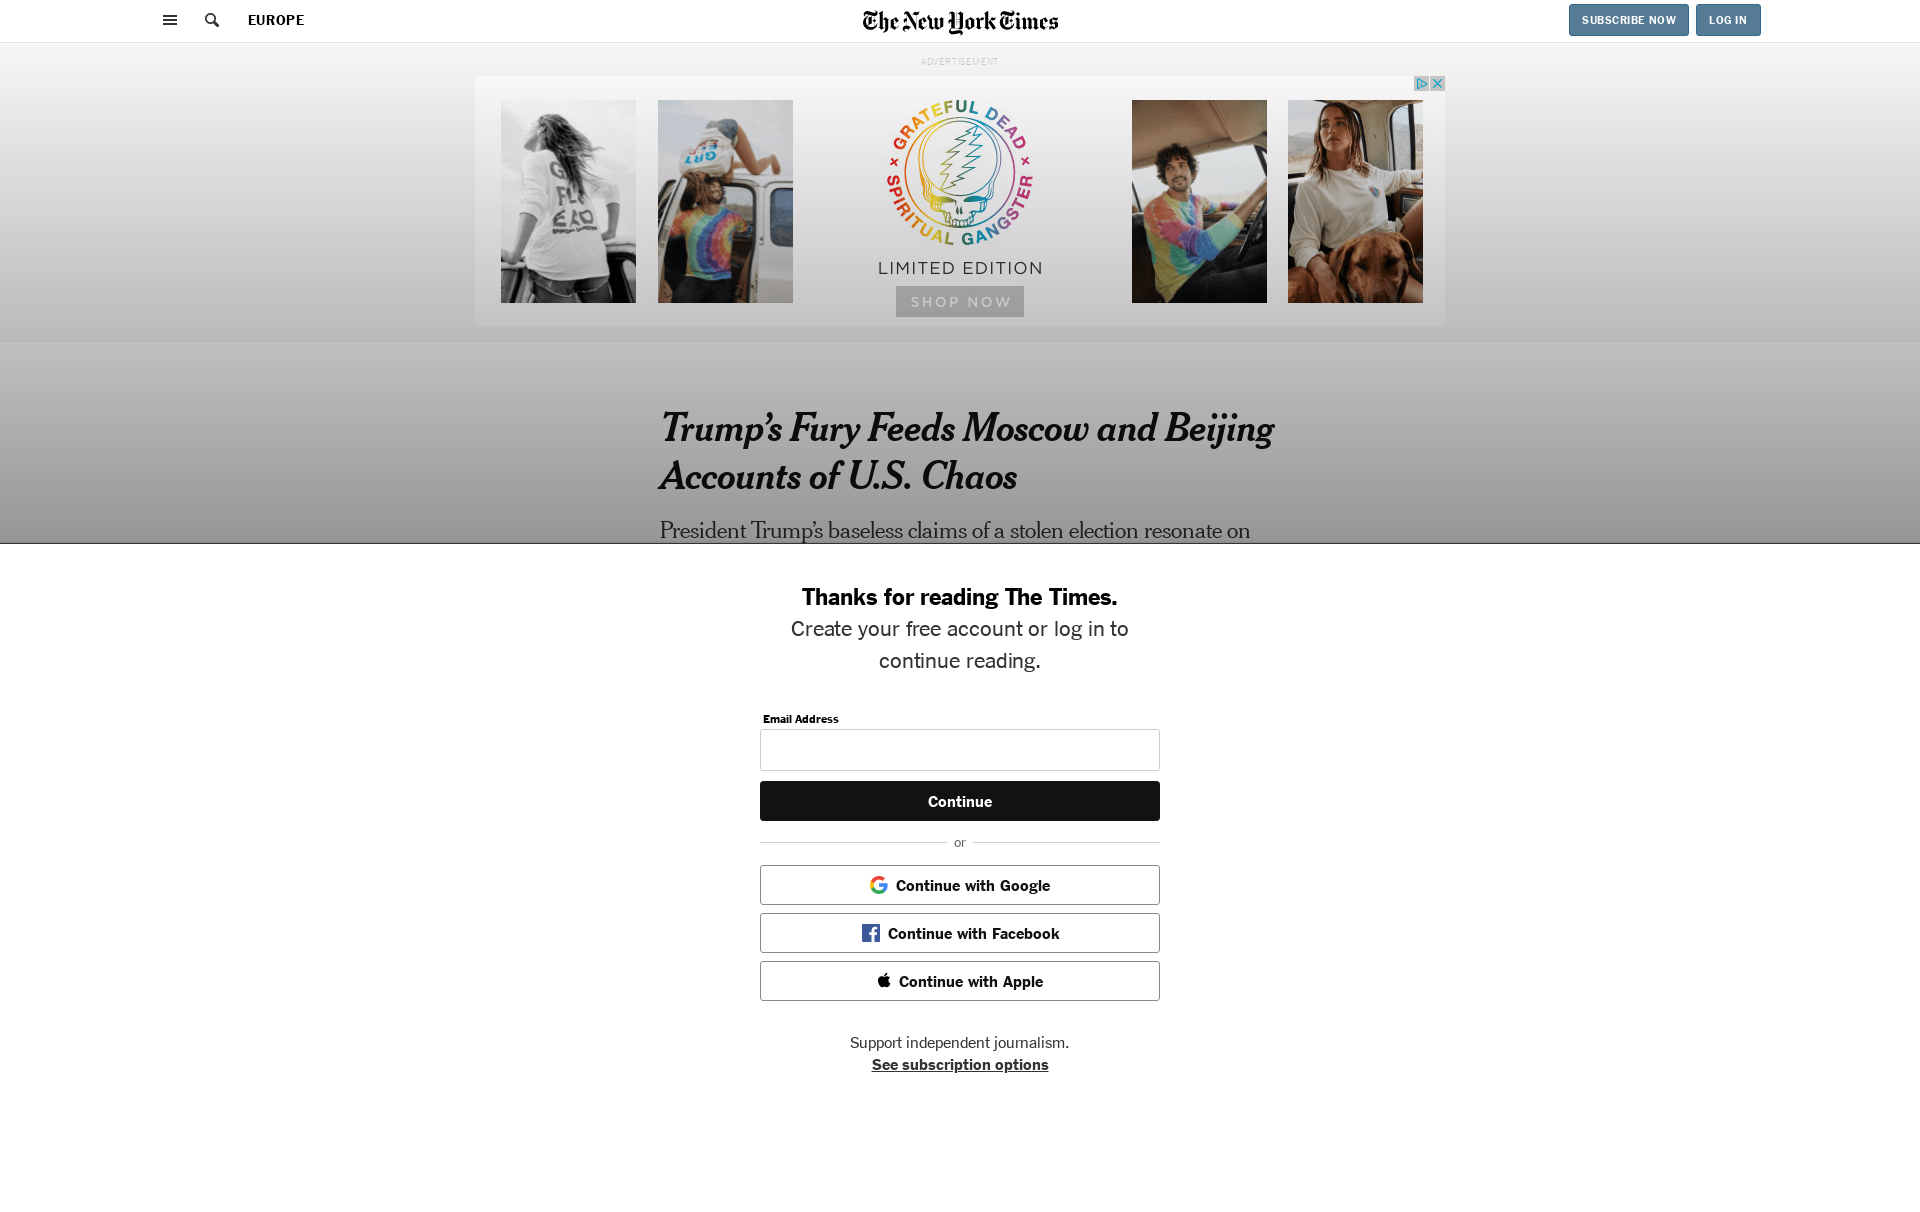 EUROPE
The New York Times
SUBSCRIBE NOW
LOG IN
ADVERTISEMENT
GRATEFUL DEAD × SPIRITUAL GANGSTER ×
LIMITED EDITION
SHOP NOW
Trump’s Fury Feeds Moscow and Beijing
Accounts of U.S. Chaos
President Trump’s baseless claims of a stolen election resonate on
Thanks for reading The Times.
Create your free account or log in to
continue reading.
Email Address
Continue
or
Continue with Google
Continue with Facebook
Continue with Apple
Support independent journalism.
See subscription options